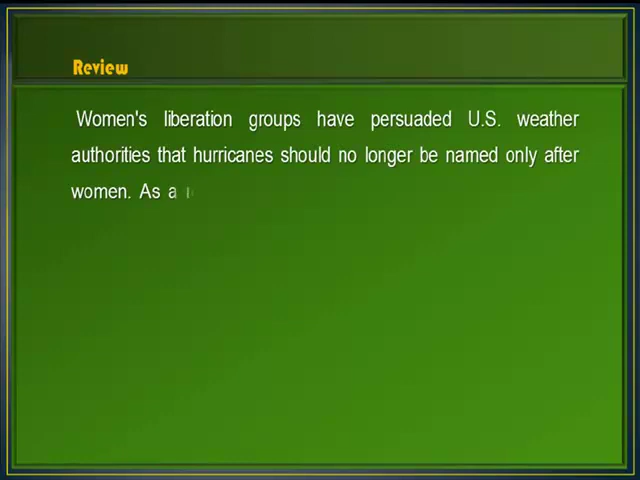 Review
Women's liberation groups have persuaded U.S. weather
authorities that hurricanes should no longer be named only after
women. As a